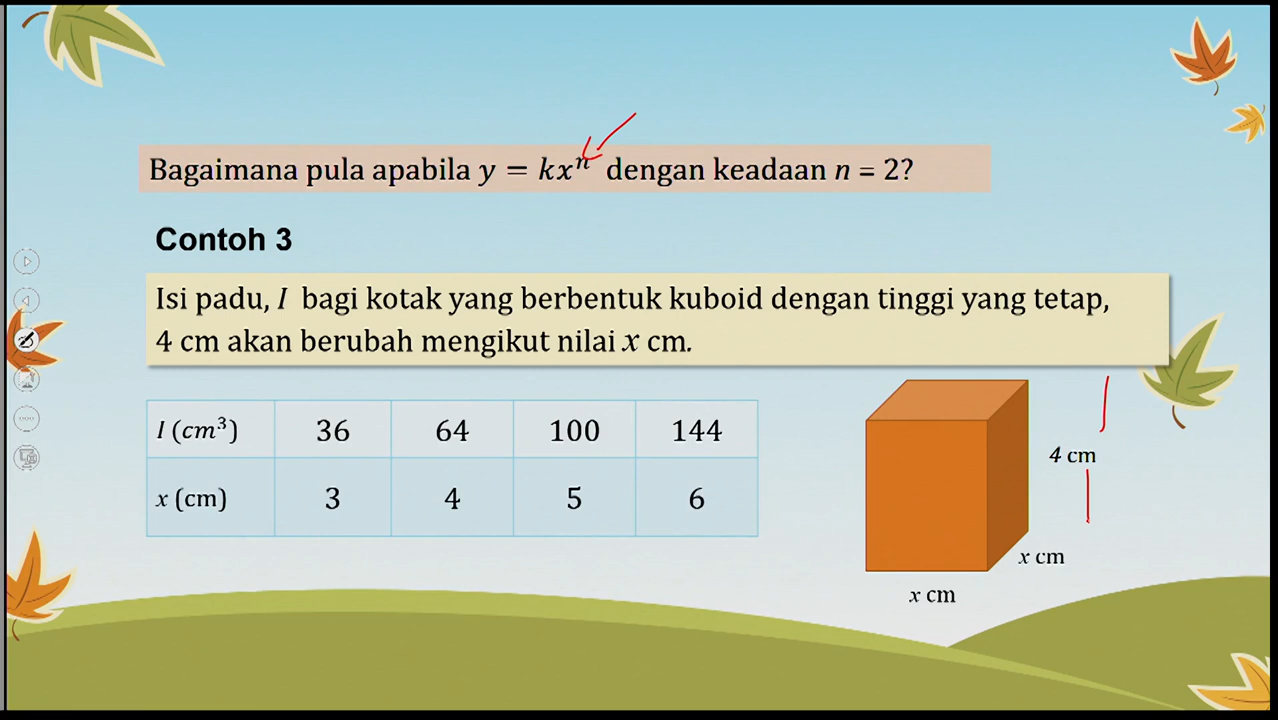 Bagaimana pula apabila y = kxⁿ dengan keadaan n = 2?
Contoh 3
Isi padu, I bagi kotak yang berbentuk kuboid dengan tinggi yang tetap,
4 cm akan berubah mengikut nilai x cm.
I (cm³) 36 64 100 144
x (cm) 3 4 5 6
4 cm
x cm
x cm